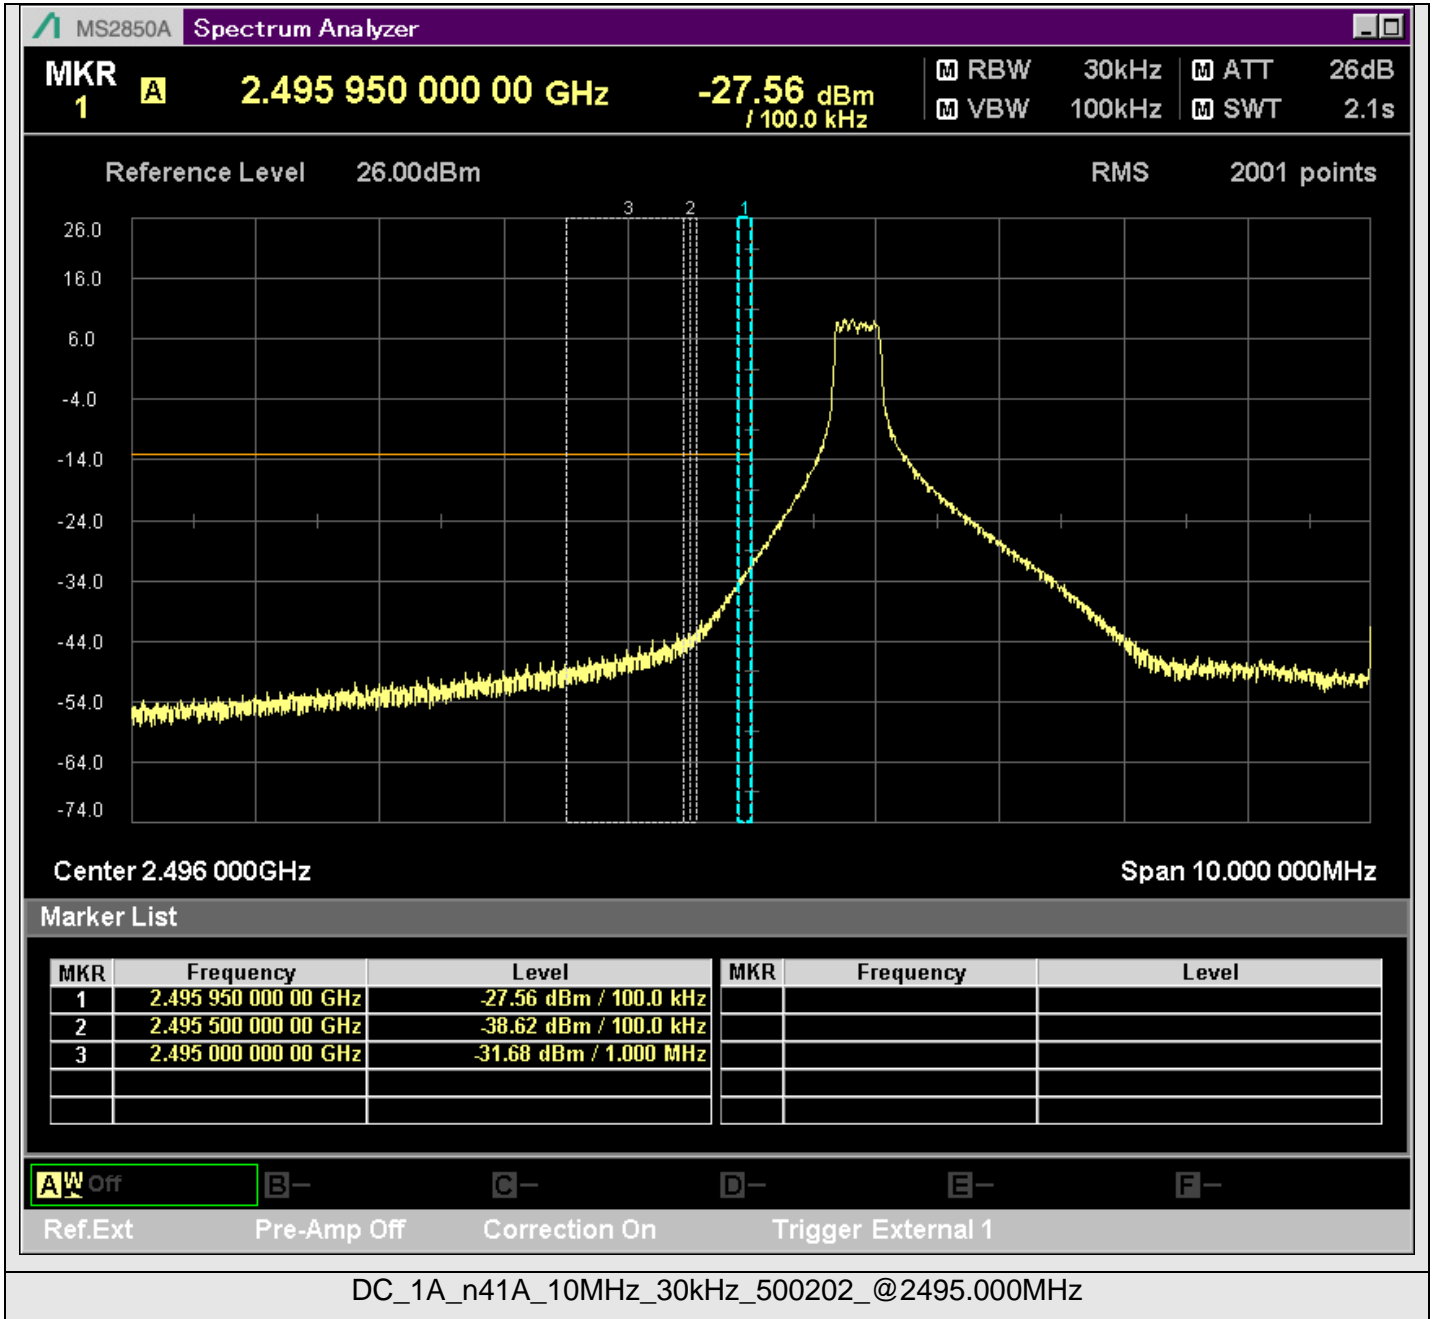 MS2850A Spectrum Analyzer
MKR 1 A 2.495 950 000 00 GHz -27.56 dBm / 100.0 kHz
M RBW 30kHz M ATT 26dB
M VBW 100kHz M SWT 2.1s
Reference Level 26.00dBm RMS 2001 points
3 2 1
26.0
16.0
6.0
-4.0
-14.0
-24.0
-34.0
-44.0
-54.0
-64.0
-74.0
Center 2.496 000GHz Span 10.000 000MHz
Marker List
MKR Frequency Level MKR Frequency Level
1 2.495 950 000 00 GHz -27.56 dBm / 100.0 kHz
2 2.495 500 000 00 GHz -38.62 dBm / 100.0 kHz
3 2.495 000 000 00 GHz -31.68 dBm / 1.000 MHz
A W Off B- C- D- E- F-
Ref.Ext Pre-Amp Off Correction On Trigger External 1
DC_1A_n41A_10MHz_30kHz_500202_@2495.000MHz